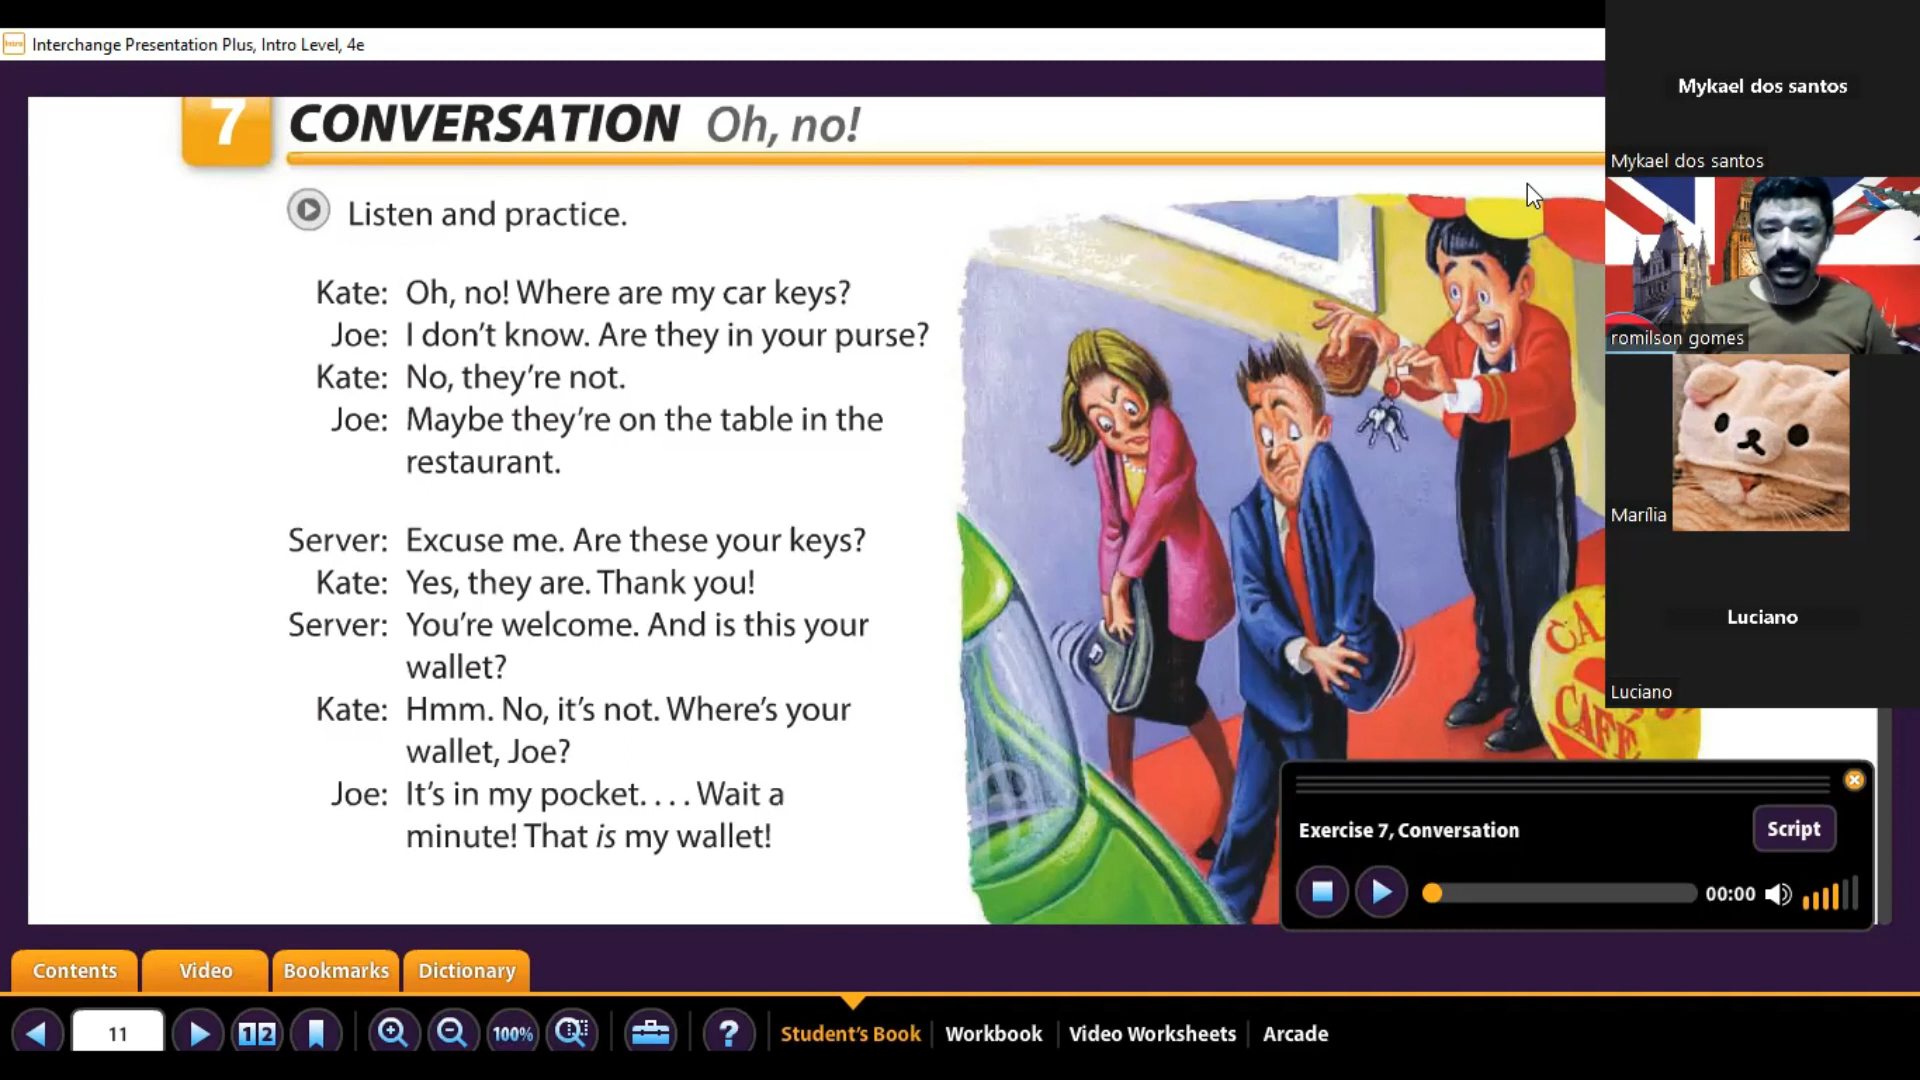 Interchange Presentation Plus, Intro Level, 4e
7 CONVERSATION Oh, no!
Listen and practice.
Kate: Oh, no! Where are my car keys?
Joe: I don't know. Are they in your purse?
Kate: No, they're not.
Joe: Maybe they're on the table in the
restaurant.
Server: Excuse me. Are these your keys?
Kate: Yes, they are. Thank you!
Server: You're welcome. And is this your
wallet?
Kate: Hmm. No, it's not. Where's your
wallet, Joe?
Joe: It's in my pocket. . . . Wait a
minute! That is my wallet!
CAFÉ
Mykael dos santos
Mykael dos santos
romilson gomes
Marília
Luciano
Luciano
Exercise 7, Conversation
Script
00:00
Contents Video Bookmarks Dictionary
11 12 100% ? Student's Book Workbook Video Worksheets Arcade